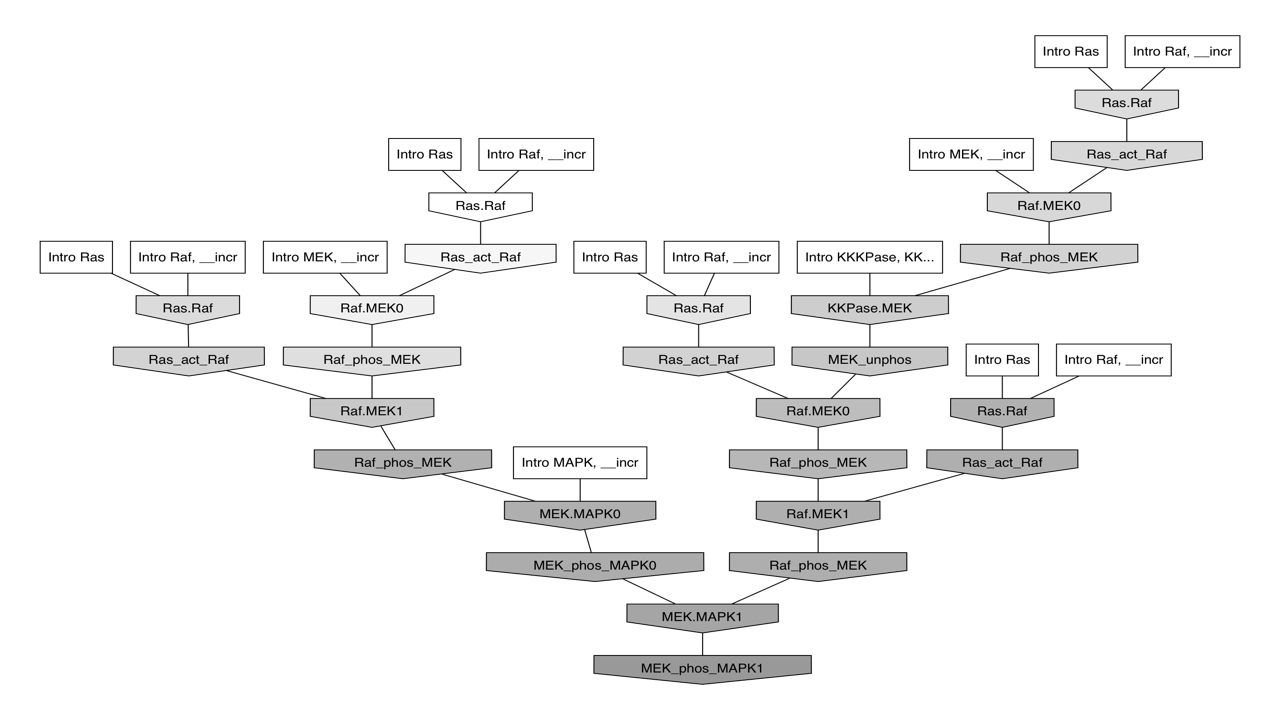 Intro Ras
Intro Raf, __incr
Ras.Raf
Intro Ras
Intro Raf, __incr
Intro MEK, __incr
Ras_act_Raf
Ras.Raf
Raf.MEK0
Intro Ras
Intro Raf, __incr
Intro MEK, __incr
Ras_act_Raf
Intro Ras
Intro Raf, __incr
Intro KKKPase, KK...
Raf_phos_MEK
Ras.Raf
Raf.MEK0
Ras.Raf
KKPase.MEK
Ras_act_Raf
Raf_phos_MEK
Ras_act_Raf
MEK_unphos
Intro Ras
Intro Raf, __incr
Raf.MEK1
Raf.MEK0
Ras.Raf
Raf_phos_MEK
Intro MAPK, __incr
Raf_phos_MEK
Ras_act_Raf
MEK.MAPK0
Raf.MEK1
MEK_phos_MAPK0
Raf_phos_MEK
MEK.MAPK1
MEK_phos_MAPK1